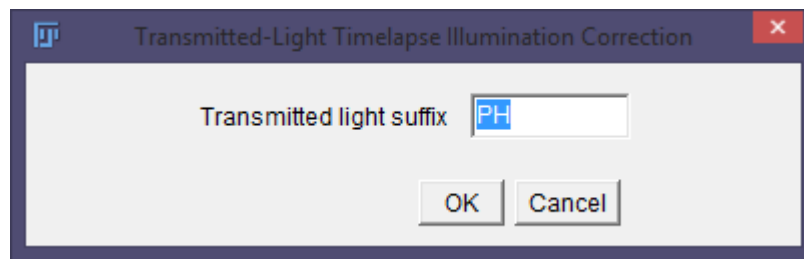 Transmitted-Light Timelapse Illumination Correction
Transmitted light suffix PH
OK Cancel